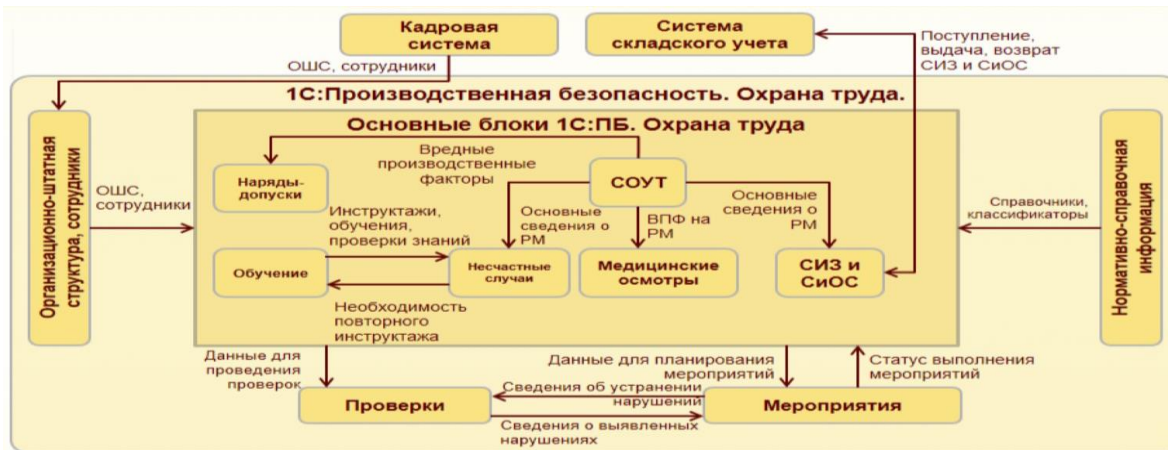 Кадровая
система
Система
складского учета
Поступление,
выдача, возврат
СИЗ и СиОС
ОШС, сотрудники
1С:Производственная безопасность. Охрана труда.
Основные блоки 1С:ПБ. Охрана труда
Организационно-штатная
структура, сотрудники
ОШС,
сотрудники
Вредные
производственные
факторы
Наряды-
допуски
СОУТ
Инструктажи,
обучения,
проверки знаний
Основные
сведения о
РМ
ВПФ на
РМ
Основные
сведения о
РМ
Справочники,
классификаторы
Нормативно-справочная
информация
Обучение
Несчастные
случаи
Медицинские
осмотры
СИЗ и
СиОС
Необходимость
повторного
инструктажа
Данные для
проведения
проверок
Данные для планирования
мероприятий
Статус выполнения
мероприятий
Сведения об устранении
нарушений
Проверки
Мероприятия
Сведения о выявленных
нарушениях